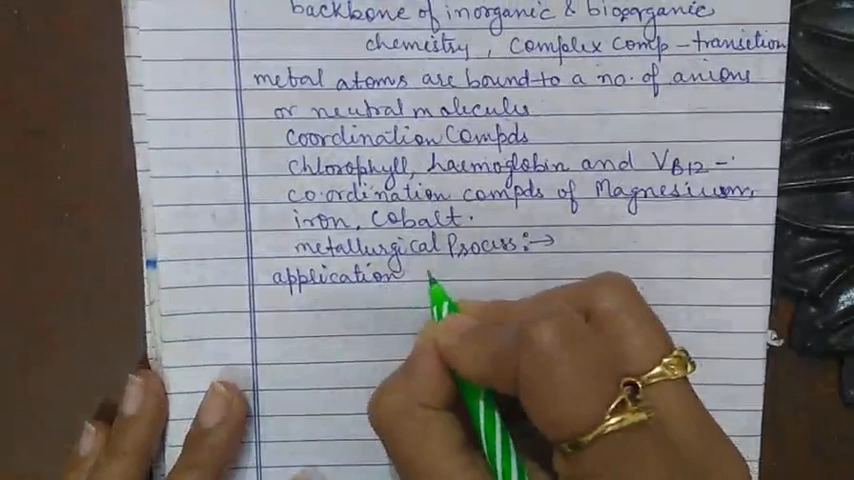 backbone of inorganic & bioorganic
chemistry, complex comp - transition
metal atoms are bound to a no. of anions
or neutral molecules
coordination Compds
chlorophyll, haemoglobin and VB12 -
co-ordination compds of Magnesium,
iron, cobalt.
metallurgical Process :→
application